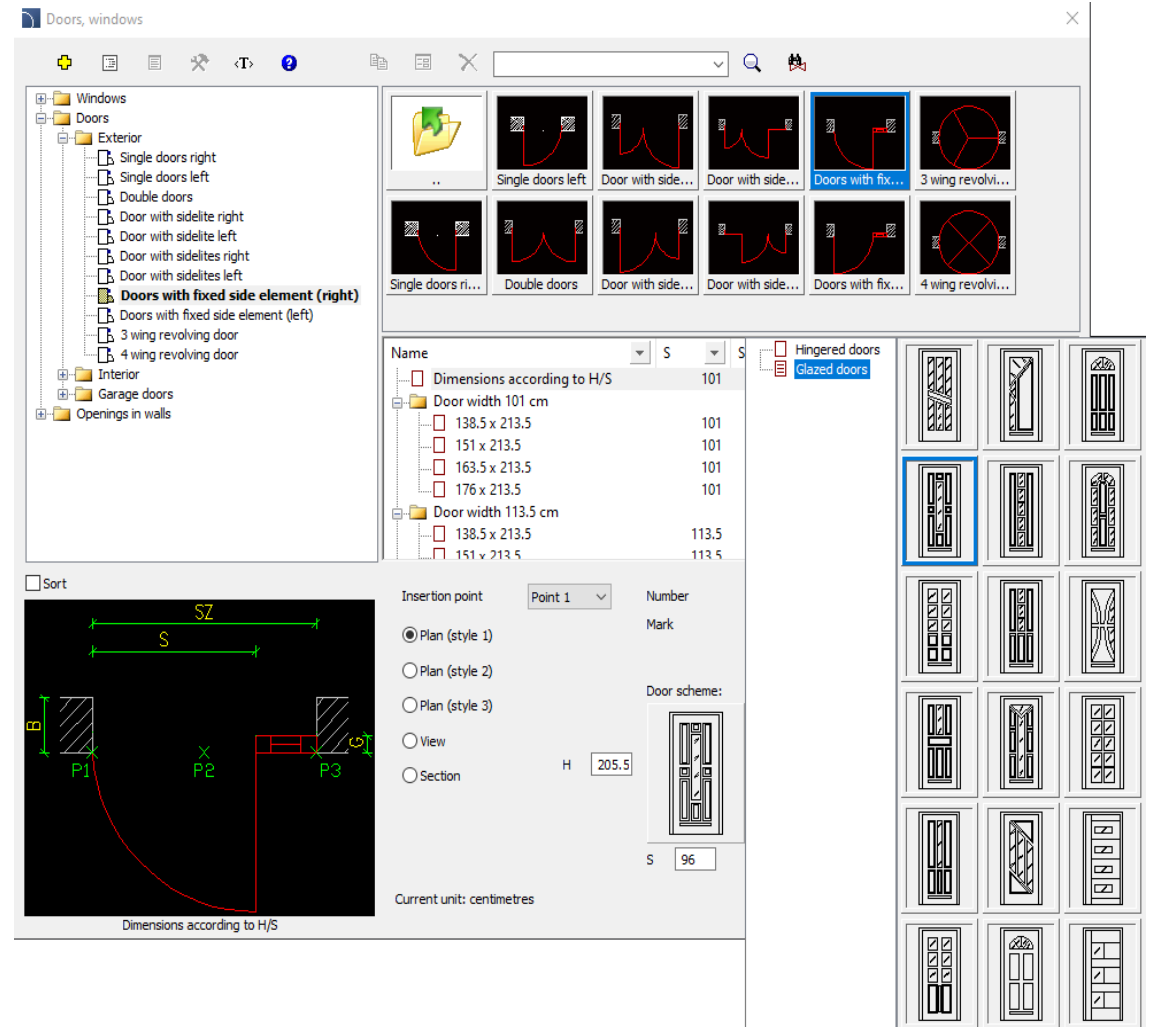 Doors, windows
‹T›
?
Windows
Doors
Exterior
Single doors right
Single doors left
Double doors
Door with sidelite right
Door with sidelite left
Door with sidelites right
Door with sidelites left
Doors with fixed side element (right)
Doors with fixed side element (left)
3 wing revolving door
4 wing revolving door
Interior
Garage doors
Openings in walls
..
Single doors left
Door with side...
Door with side...
Doors with fix...
3 wing revolvi...
Single doors ri...
Double doors
Door with side...
Door with side...
Doors with fix...
4 wing revolvi...
Name S S
Dimensions according to H/S 101
Door width 101 cm
138.5 x 213.5 101
151 x 213.5 101
163.5 x 213.5 101
176 x 213.5 101
Door width 113.5 cm
138.5 x 213.5 113.5
151 x 213.5 113.5
Hingered doors
Glazed doors
Sort
SZ
S
B
G
P1 P2 P3
Dimensions according to H/S
Insertion point Point 1
Plan (style 1)
Plan (style 2)
Plan (style 3)
View
Section
Number
Mark
Door scheme:
H 205.5
S 96
Current unit: centimetres